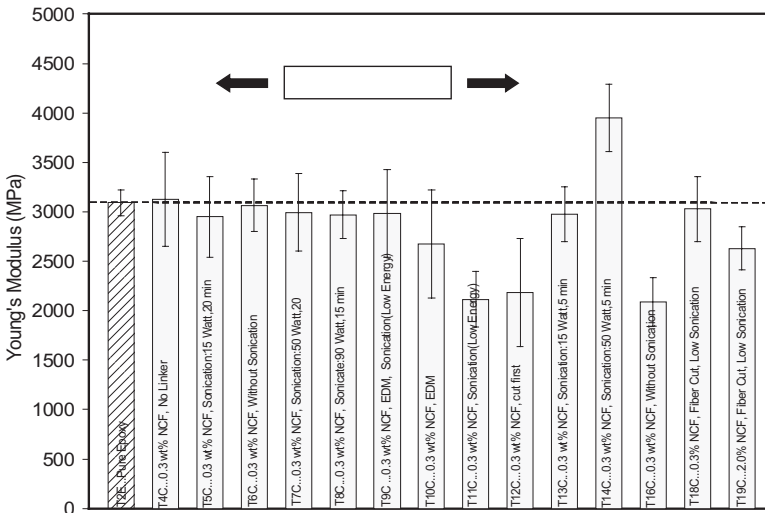 5000
4500
4000
3500
3000
2500
2000
1500
1000
500
0
Young's Modulus (MPa)
T25...Pure Epoxy
T4C...0.3 wt% NCF, No Linker
T5C...0.3 wt% NCF, Sonication:15 Watt,20 min
T6C...0.3 wt% NCF, Without Sonication
T7C...0.3 wt% NCF, Sonication:50 Watt,20
T8C...0.3 wt% NCF, Sonicate:90 Watt,15 min
T9C ...0.3 wt% NCF, EDM, Sonication(Low Energy)
T10C...0.3 wt% NCF, EDM
T11C...0.3 wt% NCF, Sonication(Low Energy)
T12C...0.3 wt% NCF, cut first
T13C...0.3 wt% NCF, Sonication:15 Watt,5 min
T14C...0.3 wt% NCF, Sonication:50 Watt,5 min
T16C...0.3 wt% NCF, Without Sonication
T18C...0.3% NCF, Fiber Cut, Low Sonication
T19C...2.0% NCF, Fiber Cut, Low Sonication